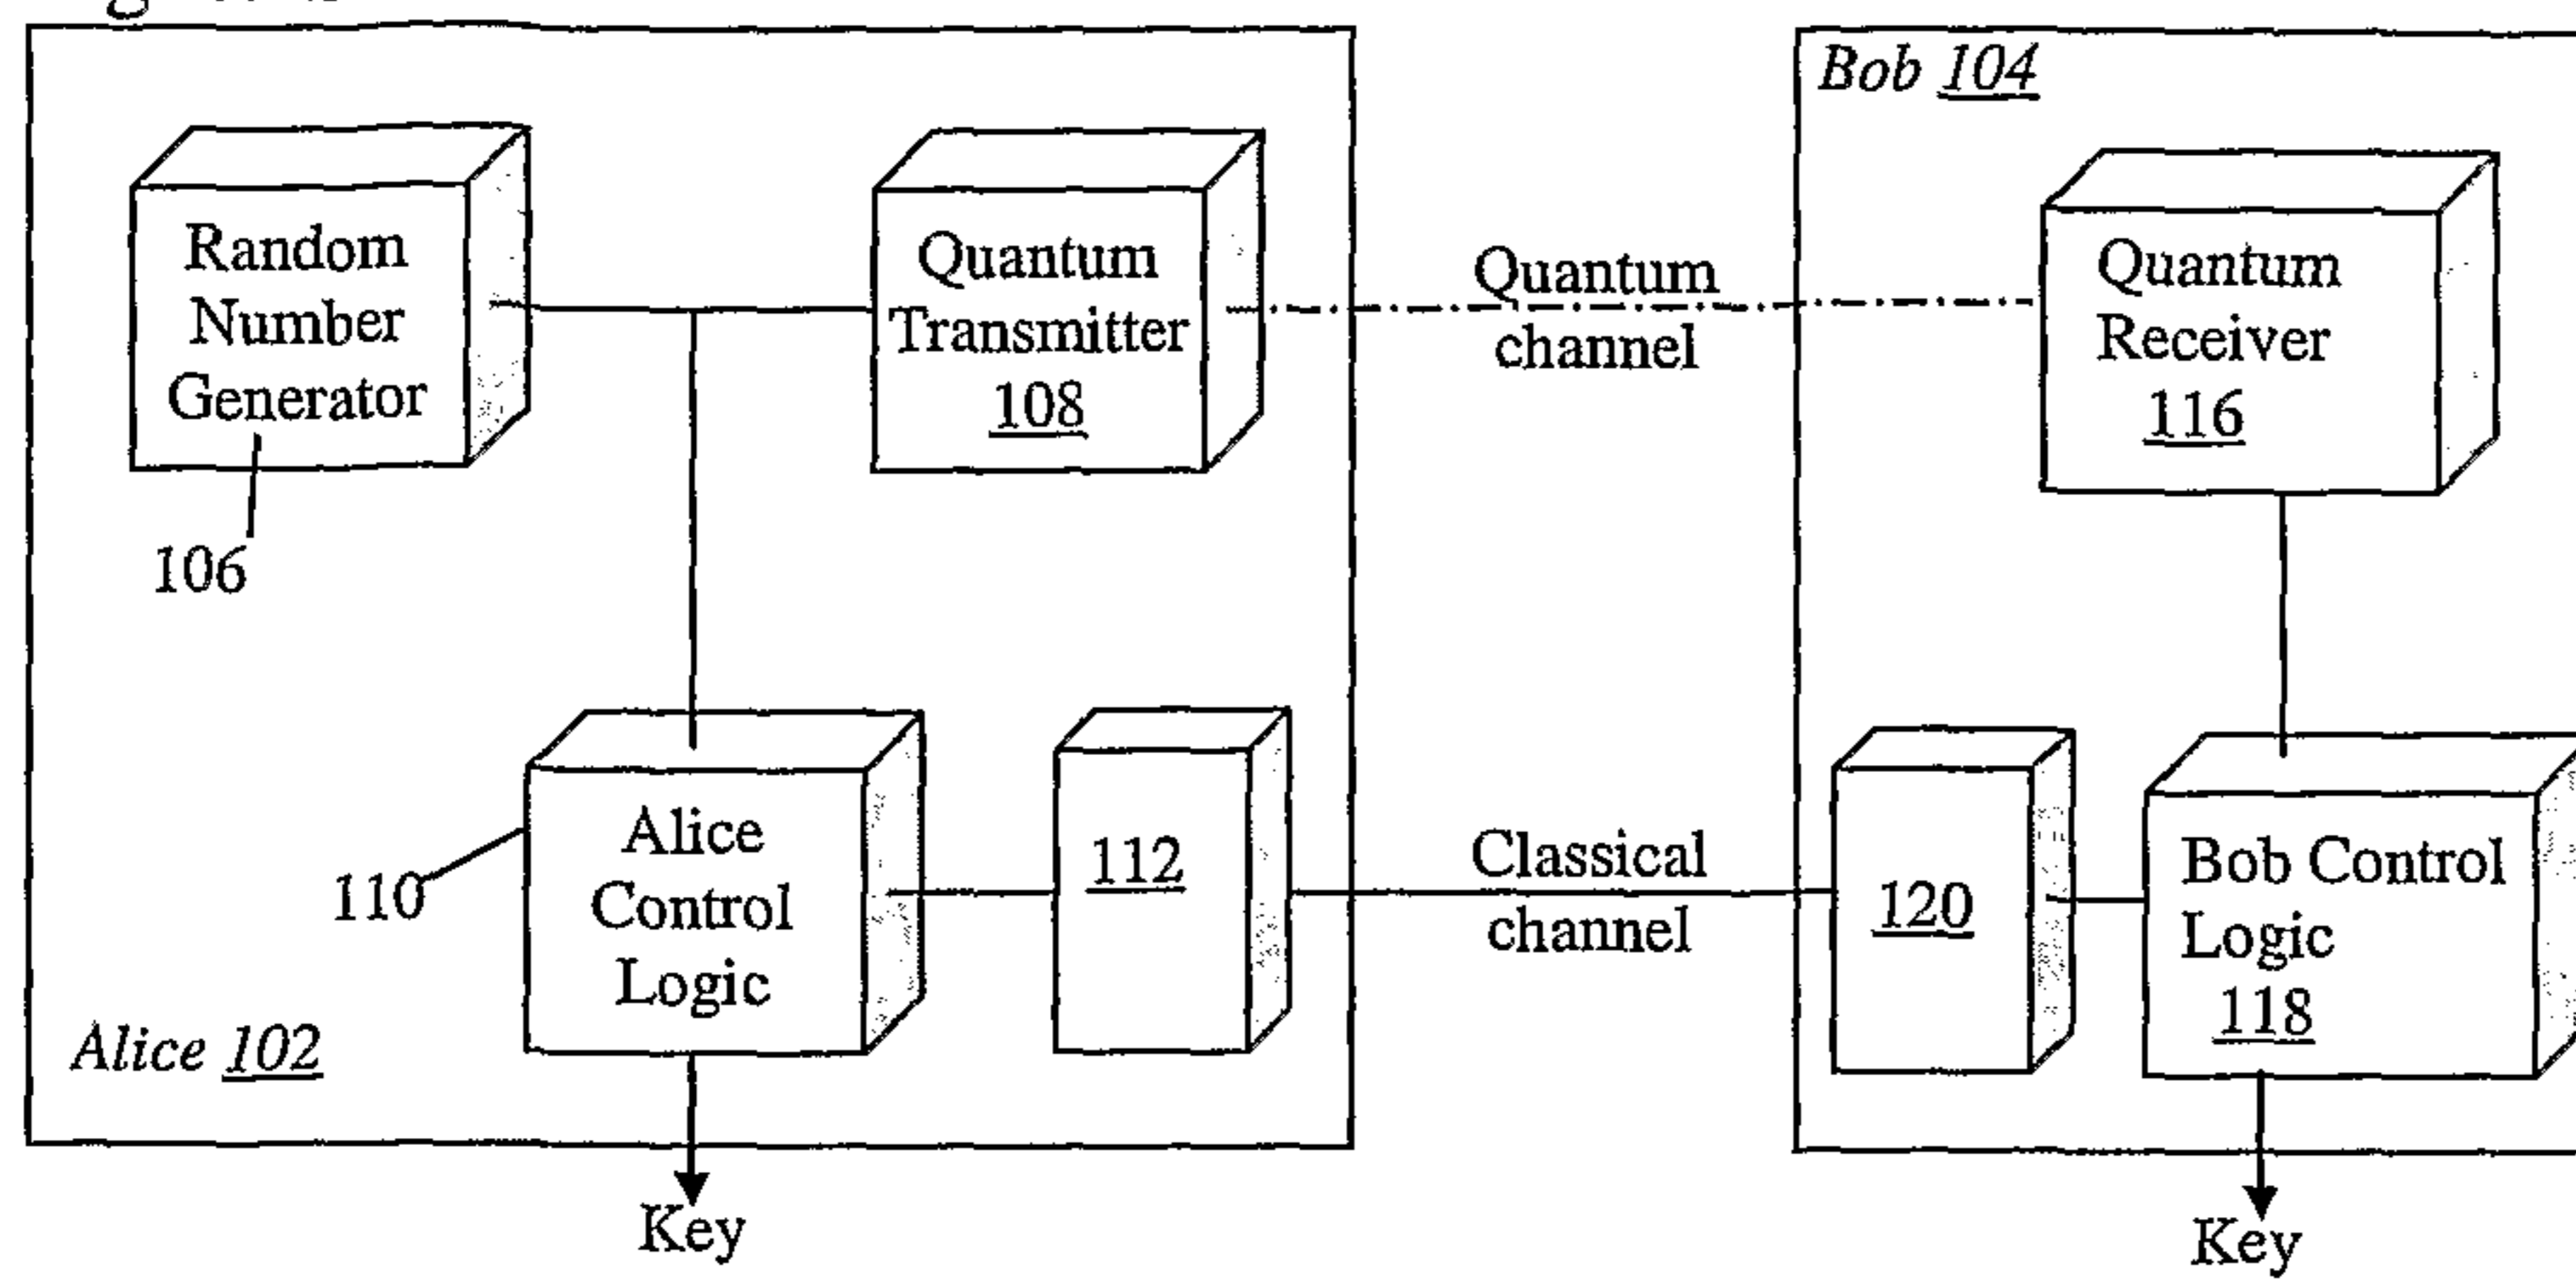 Bob 104
Random
Number
Generator
106
Quantum
Transmitter
108
Quantum
channel
Quantum
Receiver
116
Alice
Control
Logic
110
112
Classical
channel
120
Bob Control
Logic
118
Alice 102
Key
Key